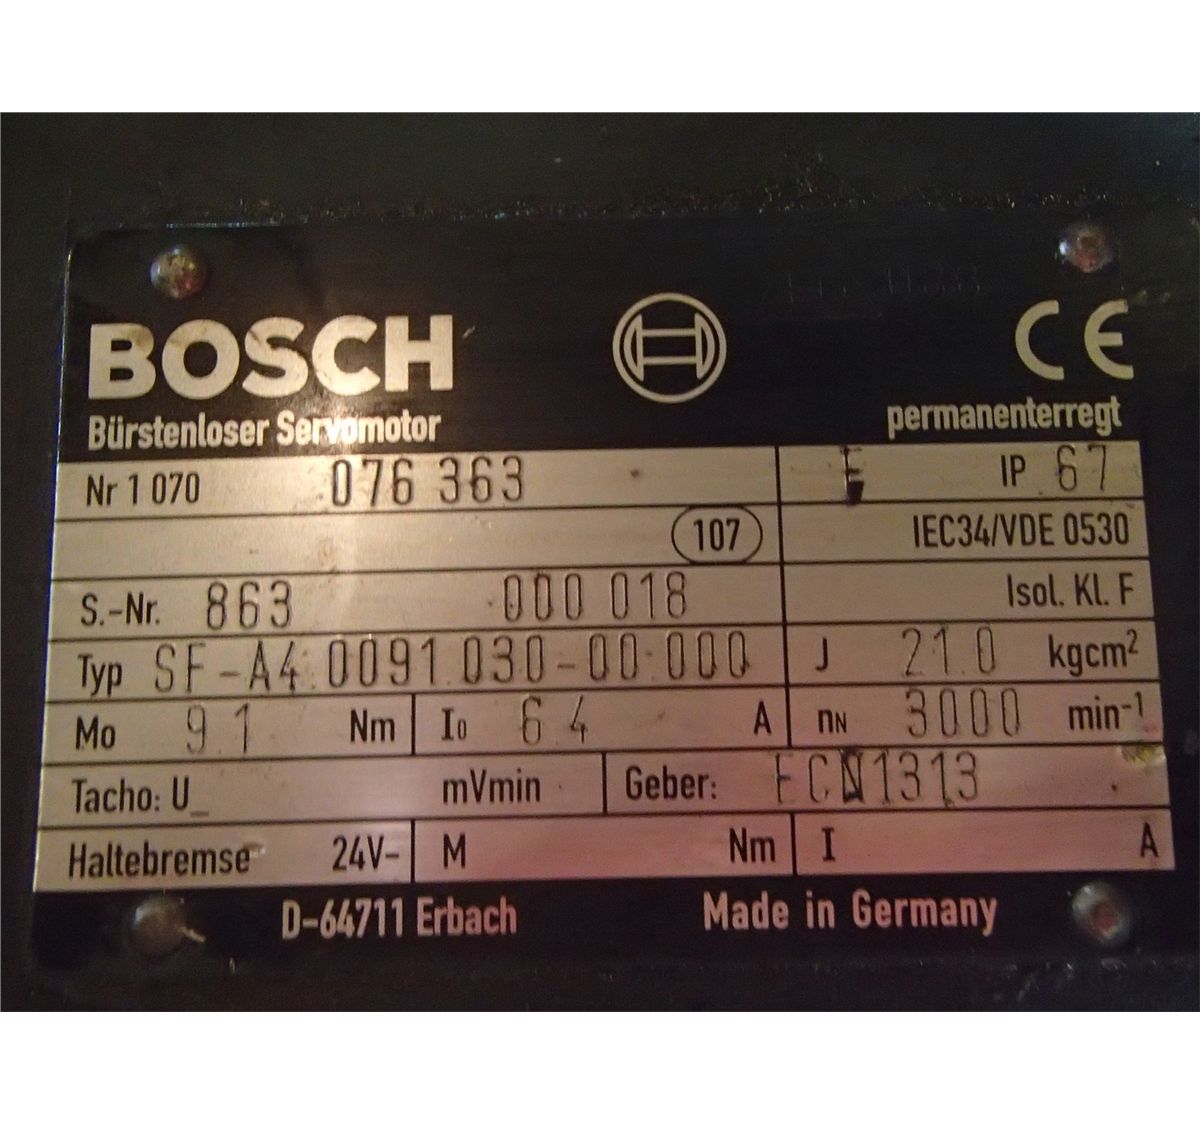 BOSCH
CE
Bürstenloser Servomotor
permanenterregt
Nr 1 070 076 363 IP 67
107 IEC34/VDE 0530
S.-Nr. 863 000 018 Isol. Kl. F
Typ SF-A4.0091.030-00.000 J 21.0 kgcm²
Mo 9.1 Nm I0 6.4 A nN 3000 min-1
Tacho: U_ mVmin Geber: ECN1313
Haltebremse 24V- M Nm I A
D-64711 Erbach Made in Germany